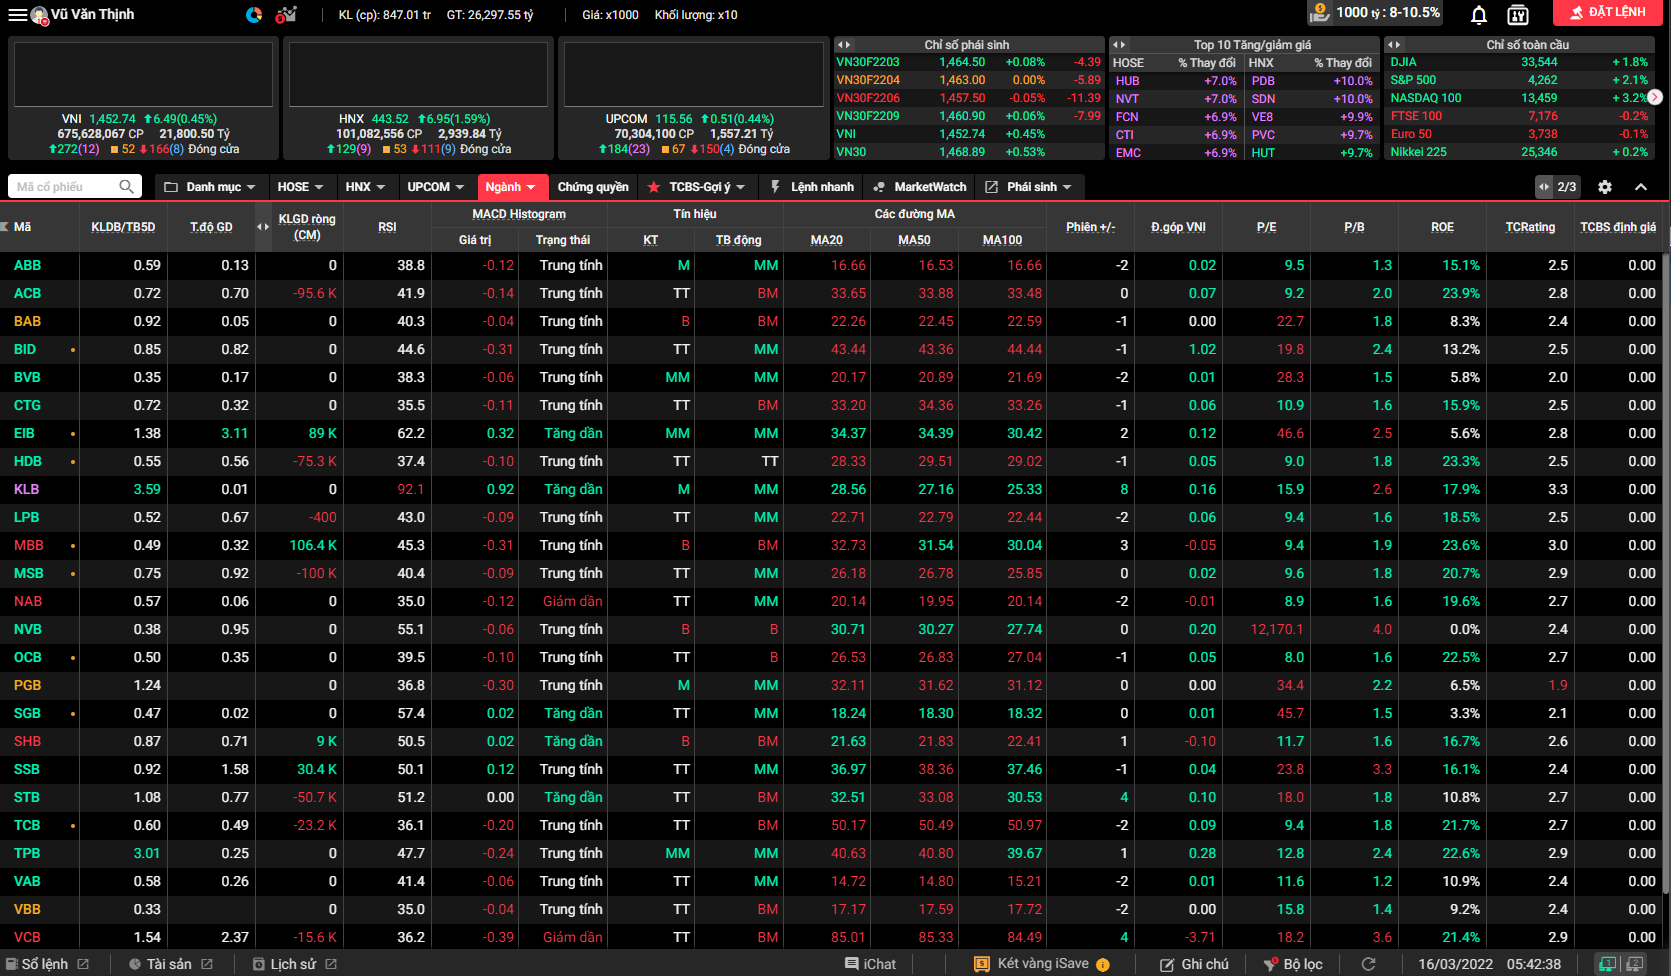 Vũ Văn Thịnh KL (cp): 847.01 tr GT: 26,297.55 tỷ Giá: x1000 Khối lượng: x10 1000 tỷ : 8-10.5% ĐẶT LỆNH
VNI 1,452.74 6.49(0.45%)
675,628,067 CP 21,800.50 Tỷ
272(12) 52 166(8) Đóng cửa
HNX 443.52 6.95(1.59%)
101,082,556 CP 2,939.84 Tỷ
129(9) 53 111(9) Đóng cửa
UPCOM 115.56 0.51(0.44%)
70,304,100 CP 1,557.21 Tỷ
184(23) 67 150(4) Đóng cửa
Chỉ số phái sinh
VN30F2203 1,464.50 +0.08% -4.39
VN30F2204 1,463.00 0.00% -5.89
VN30F2206 1,457.50 -0.05% -11.39
VN30F2209 1,460.90 +0.06% -7.99
VNI 1,452.74 +0.45%
VN30 1,468.89 +0.53%
Top 10 Tăng/giảm giá
HOSE % Thay đổi HNX % Thay đổi
HUB +7.0% PDB +10.0%
NVT +7.0% SDN +10.0%
FCN +6.9% VE8 +9.9%
CTI +6.9% PVC +9.7%
EMC +6.9% HUT +9.7%
Chỉ số toàn cầu
DJIA 33,544 + 1.8%
S&P 500 4,262 + 2.1%
NASDAQ 100 13,459 + 3.2%
FTSE 100 7,176 -0.2%
Euro 50 3,738 -0.1%
Nikkei 225 25,346 + 0.2%
Mã cổ phiếu Danh mục HOSE HNX UPCOM Ngành Chứng quyền TCBS-Gợi ý Lệnh nhanh MarketWatch Phái sinh 2/3
Mã KLDB/TB5D T.độ GD KLGD ròng (CM) RSI MACD Histogram Tín hiệu Các đường MA Phiên +/- Đ.góp VNI P/E P/B ROE TCRating TCBS định giá
Giá trị Trạng thái KT TB động MA20 MA50 MA100
ABB 0.59 0.13 0 38.8 -0.12 Trung tính M MM 16.66 16.53 16.66 -2 0.02 9.5 1.3 15.1% 2.5 0.00
ACB 0.72 0.70 -95.6 K 41.9 -0.14 Trung tính TT BM 33.65 33.88 33.48 0 0.07 9.2 2.0 23.9% 2.8 0.00
BAB 0.92 0.05 0 40.3 -0.04 Trung tính B BM 22.26 22.45 22.59 -1 0.00 22.7 1.8 8.3% 2.4 0.00
BID 0.85 0.82 0 44.6 -0.31 Trung tính TT MM 43.44 43.36 44.44 -1 1.02 19.8 2.4 13.2% 2.5 0.00
BVB 0.35 0.17 0 38.3 -0.06 Trung tính MM MM 20.17 20.89 21.69 -2 0.01 28.3 1.5 5.8% 2.0 0.00
CTG 0.72 0.32 0 35.5 -0.11 Trung tính TT BM 33.20 34.36 33.26 -1 0.06 10.9 1.6 15.9% 2.5 0.00
EIB 1.38 3.11 89 K 62.2 0.32 Tăng dần MM MM 34.37 34.39 30.42 2 0.12 46.6 2.5 5.6% 2.8 0.00
HDB 0.55 0.56 -75.3 K 37.4 -0.10 Trung tính TT TT 28.33 29.51 29.02 -1 0.05 9.0 1.8 23.3% 2.5 0.00
KLB 3.59 0.01 0 92.1 0.92 Tăng dần M MM 28.56 27.16 25.33 8 0.16 15.9 2.6 17.9% 3.3 0.00
LPB 0.52 0.67 -400 43.0 -0.09 Trung tính TT MM 22.71 22.79 22.44 -2 0.06 9.4 1.6 18.5% 2.5 0.00
MBB 0.49 0.32 106.4 K 45.3 -0.31 Trung tính B BM 32.73 31.54 30.04 3 -0.05 9.4 1.9 23.6% 3.0 0.00
MSB 0.75 0.92 -100 K 40.4 -0.09 Trung tính TT MM 26.18 26.78 25.85 0 0.02 9.6 1.8 20.7% 2.9 0.00
NAB 0.57 0.06 0 35.0 -0.12 Giảm dần TT MM 20.14 19.95 20.14 -2 -0.01 8.9 1.6 19.6% 2.7 0.00
NVB 0.38 0.95 0 55.1 -0.06 Trung tính B B 30.71 30.27 27.74 0 0.20 12,170.1 4.0 0.0% 2.4 0.00
OCB 0.50 0.35 0 39.5 -0.10 Trung tính TT B 26.53 26.83 27.04 -1 0.05 8.0 1.6 22.5% 2.7 0.00
PGB 1.24 0 36.8 -0.30 Trung tính M MM 32.11 31.62 31.12 0 0.00 34.4 2.2 6.5% 1.9 0.00
SGB 0.47 0.02 0 57.4 0.02 Tăng dần TT MM 18.24 18.30 18.32 0 0.01 45.7 1.5 3.3% 2.1 0.00
SHB 0.87 0.71 9 K 50.5 0.02 Tăng dần B BM 21.63 21.83 22.41 1 -0.10 11.7 1.6 16.7% 2.6 0.00
SSB 0.92 1.58 30.4 K 50.1 0.12 Trung tính TT MM 36.97 38.36 37.46 -1 0.04 23.8 3.3 16.1% 2.4 0.00
STB 1.08 0.77 -50.7 K 51.2 0.00 Tăng dần TT BM 32.51 33.08 30.53 4 0.10 18.0 1.8 10.8% 2.7 0.00
TCB 0.60 0.49 -23.2 K 36.1 -0.20 Trung tính TT BM 50.17 50.49 50.97 -2 0.09 9.4 1.8 21.7% 2.7 0.00
TPB 3.01 0.25 0 47.7 -0.24 Trung tính MM MM 40.63 40.80 39.67 1 0.28 12.8 2.4 22.6% 2.9 0.00
VAB 0.58 0.26 0 41.4 -0.06 Trung tính TT MM 14.72 14.80 15.21 -2 0.01 11.6 1.2 10.9% 2.4 0.00
VBB 0.33 0 35.0 -0.04 Trung tính TT BM 17.17 17.59 17.72 -2 0.00 15.8 1.4 9.2% 2.4 0.00
VCB 1.54 2.37 -15.6 K 36.2 -0.39 Giảm dần TT BM 85.01 85.33 84.49 4 -3.71 18.2 3.6 21.4% 2.9 0.00
Sổ lệnh Tài sản Lịch sử iChat Két vàng iSave Ghi chú Bộ lọc 16/03/2022 05:42:38 1 2